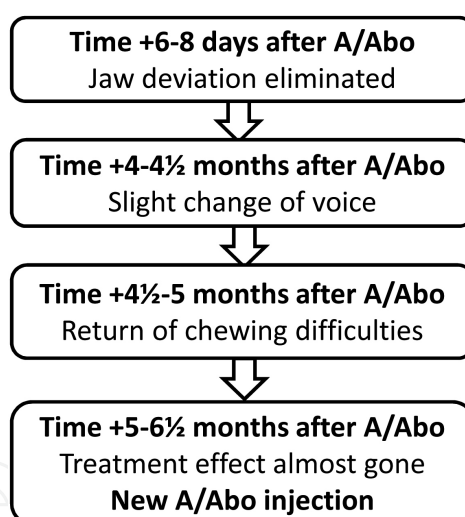 Time +6-8 days after A/Abo
Jaw deviation eliminated
Time +4-4½ months after A/Abo
Slight change of voice
Time +4½-5 months after A/Abo
Return of chewing difficulties
Time +5-6½ months after A/Abo
Treatment effect almost gone
New A/Abo injection